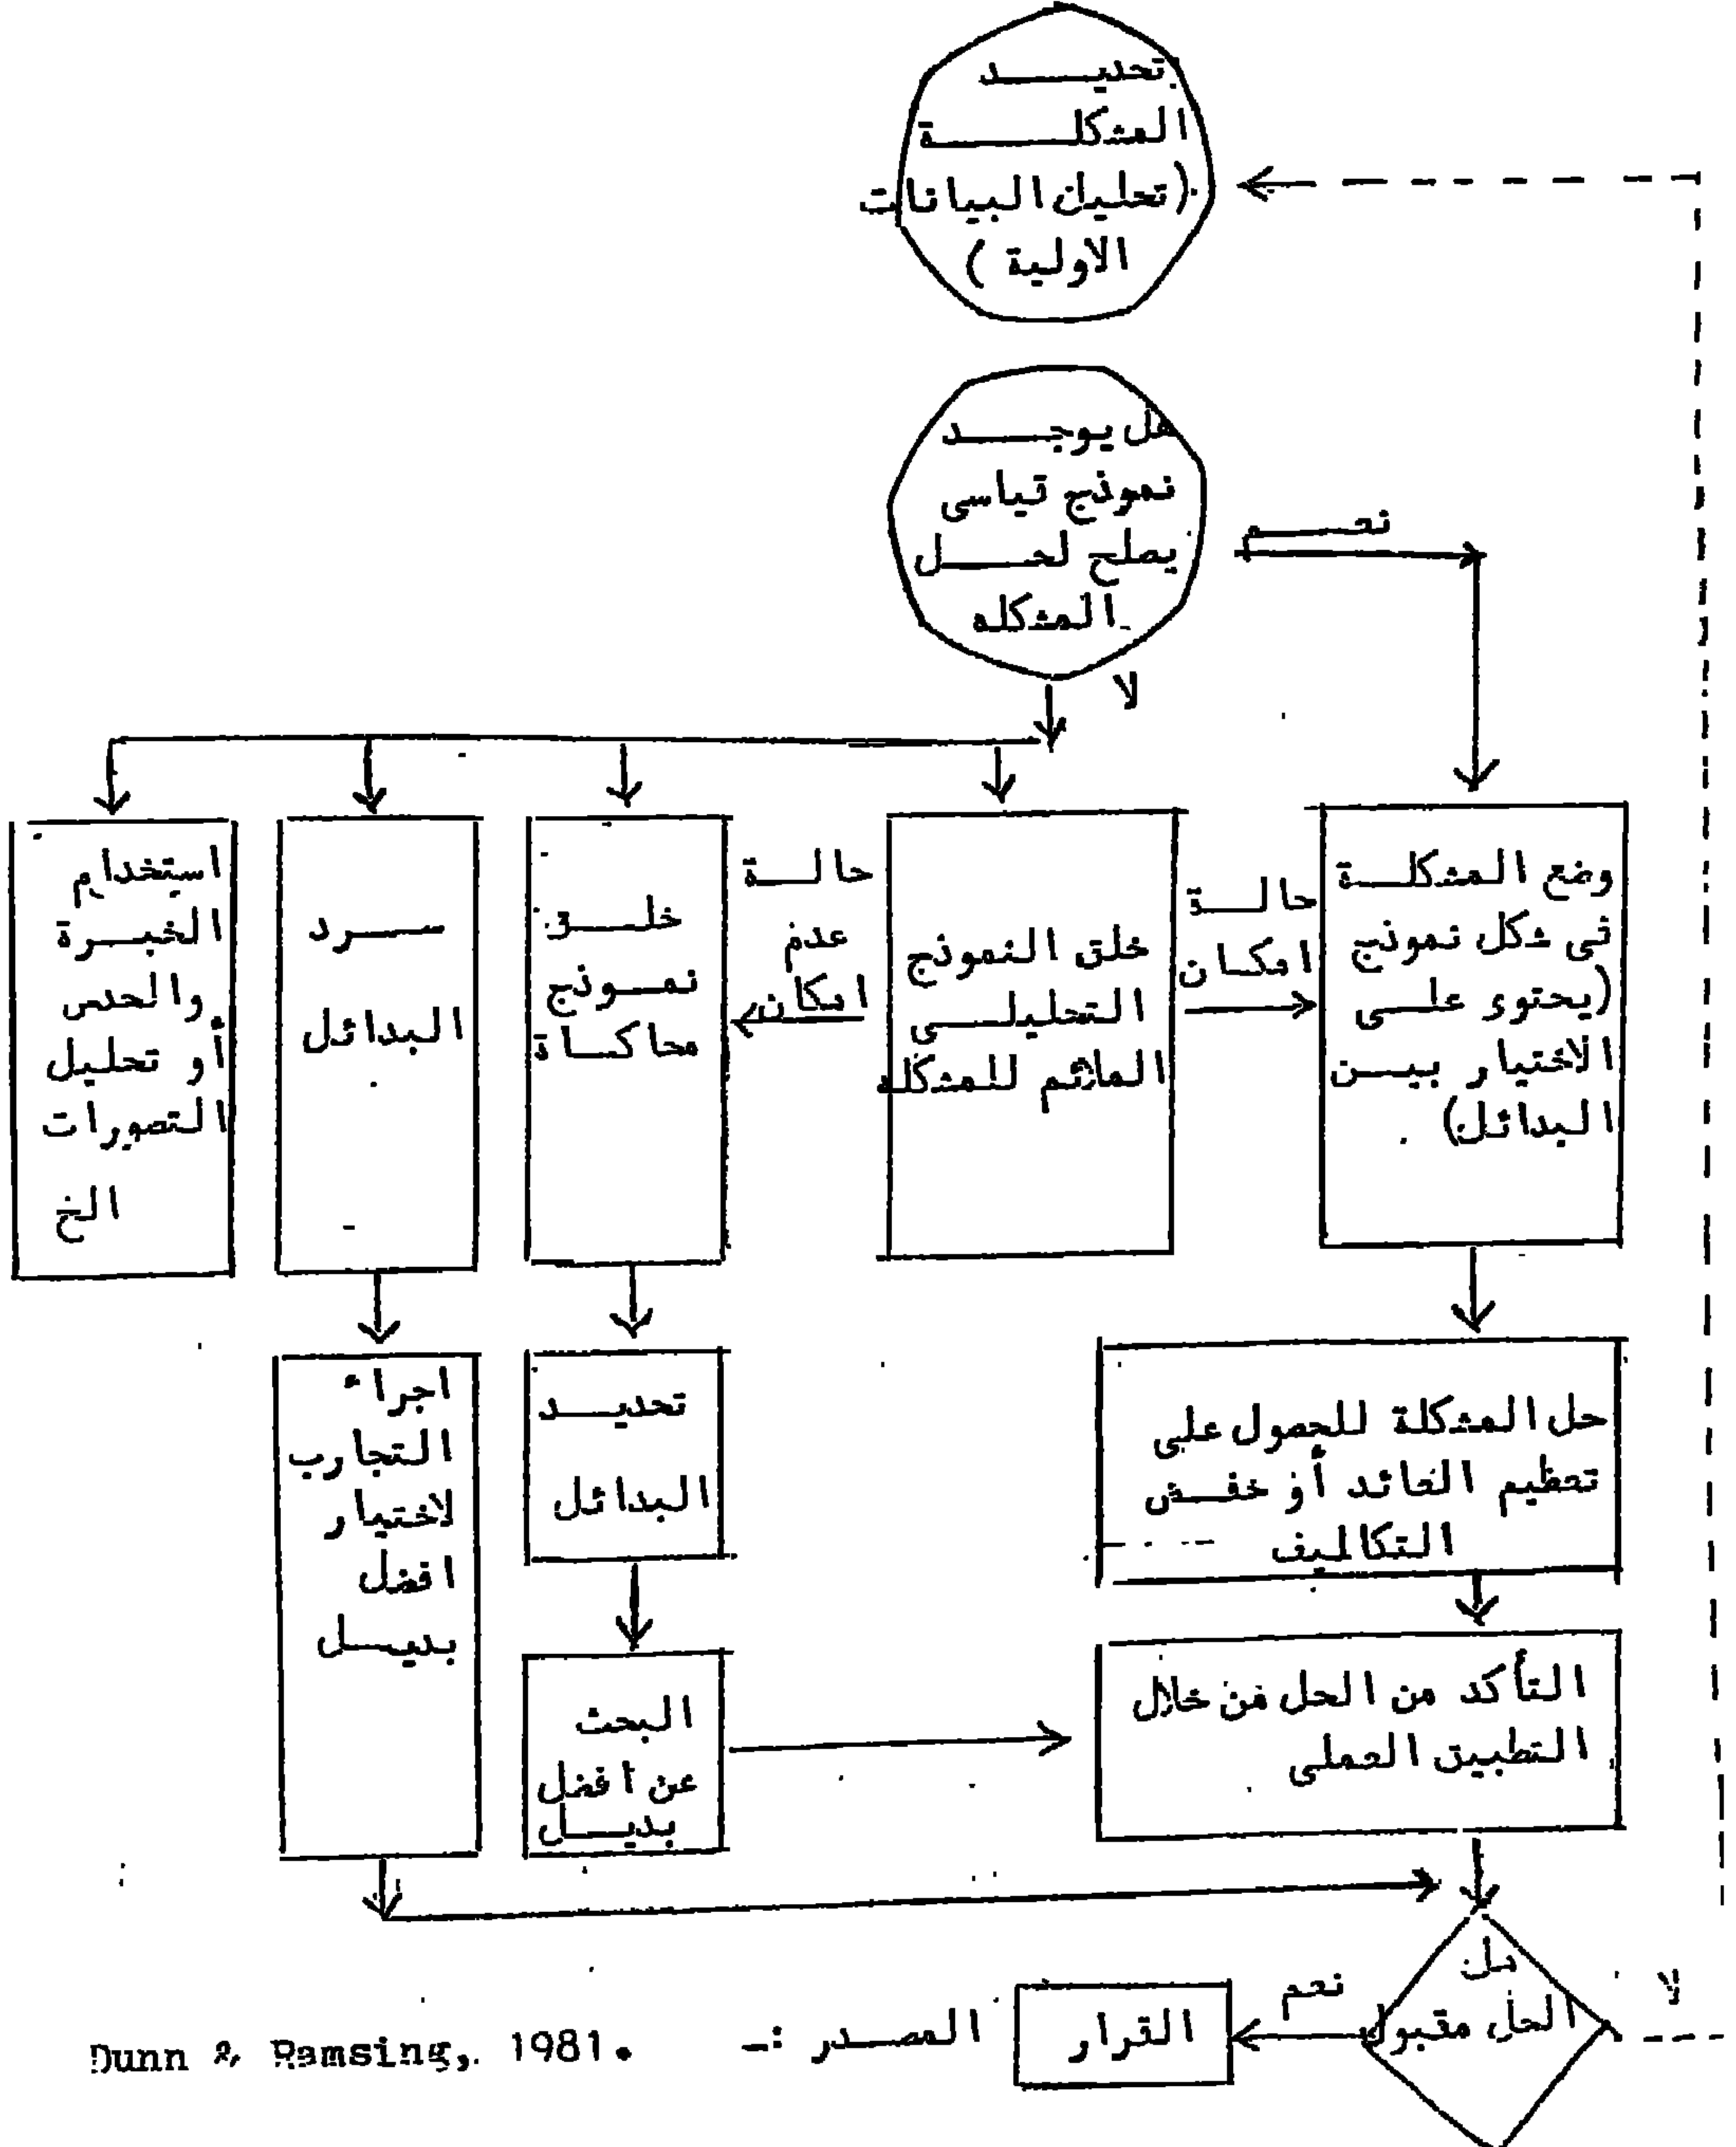 تحديد
المشكلة
(تحليل البيانات
الاولية )
هل يوجد
نموذج قياسى
يصلح لحل
المشكله
نعم
لا
وضع المشكلة
فى شكل نموذج
(يحتوى على
الاختيار بين
البدائل)
حالة
امكان
خلق النموذج
التحليلى
الملائم للمشكله
حالة
عدم
امكان
خلق
نموذج
محاكاة
سرد
البدائل
استخدام
الخبرة
والحدس
أو تحليل
التصورات
الخ
حل المشكلة للحصول على
تعظيم العائد أو خفض
التكاليف
تحديد
البدائل
اجراء
التجارب
لاختيار
افضل
بديل
التأكد من الحل من خلال
التطبيق العملى
البحث
عن افضل
بديل
هل
الحل مقبول
لا
نعم
القرار
المصدر :-
Dunn & Ramsing, 1981.